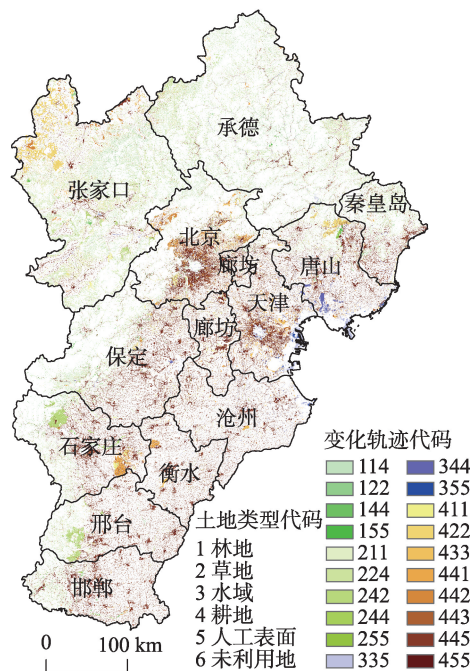 承德
张家口
秦皇岛
北京
廊坊
唐山
天津
廊坊
保定
沧州
石家庄
衡水
邢台
邯郸
土地类型代码
1 林地
2 草地
3 水域
4 耕地
5 人工表面
6 未利用地
变化轨迹代码
114 344
122 355
144 411
155 422
211 433
224 441
242 442
244 443
255 445
335 455
0 100 km